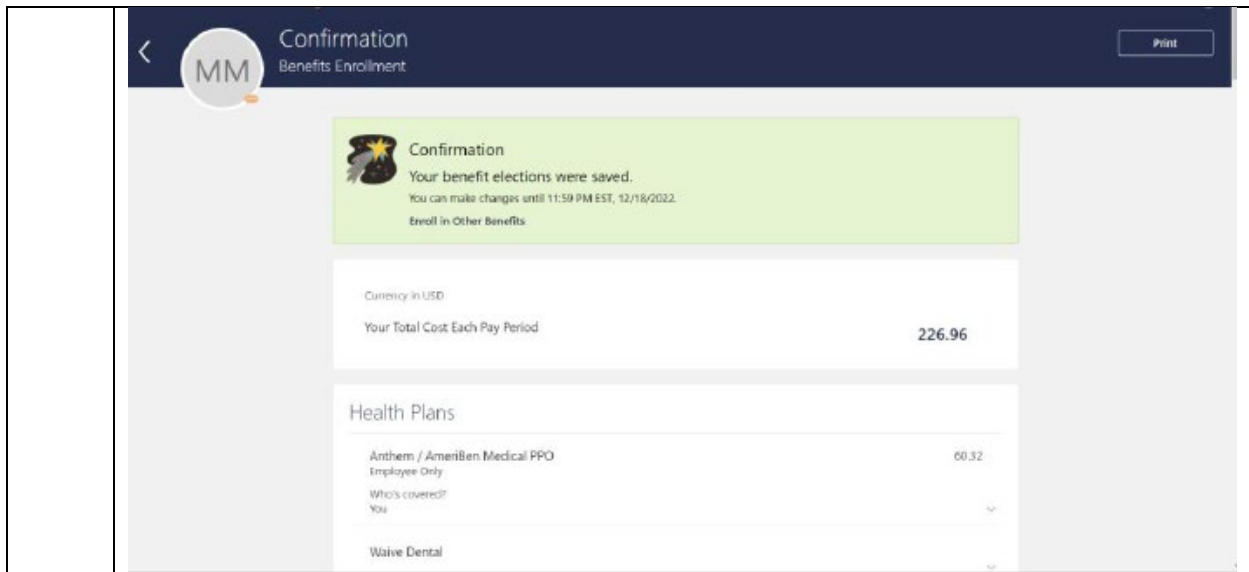 Confirmation
Print
MM
Benefits Enrollment
Confirmation
Your benefit elections were saved.
You can make changes until 11:59 PM EST, 12/18/2022.
Enroll in Other Benefits
Currency in USD
Your Total Cost Each Pay Period
226.96
Health Plans
Anthem / AmeriBen Medical PPO
60.32
Employee Only
Who's covered?
You
Waive Dental